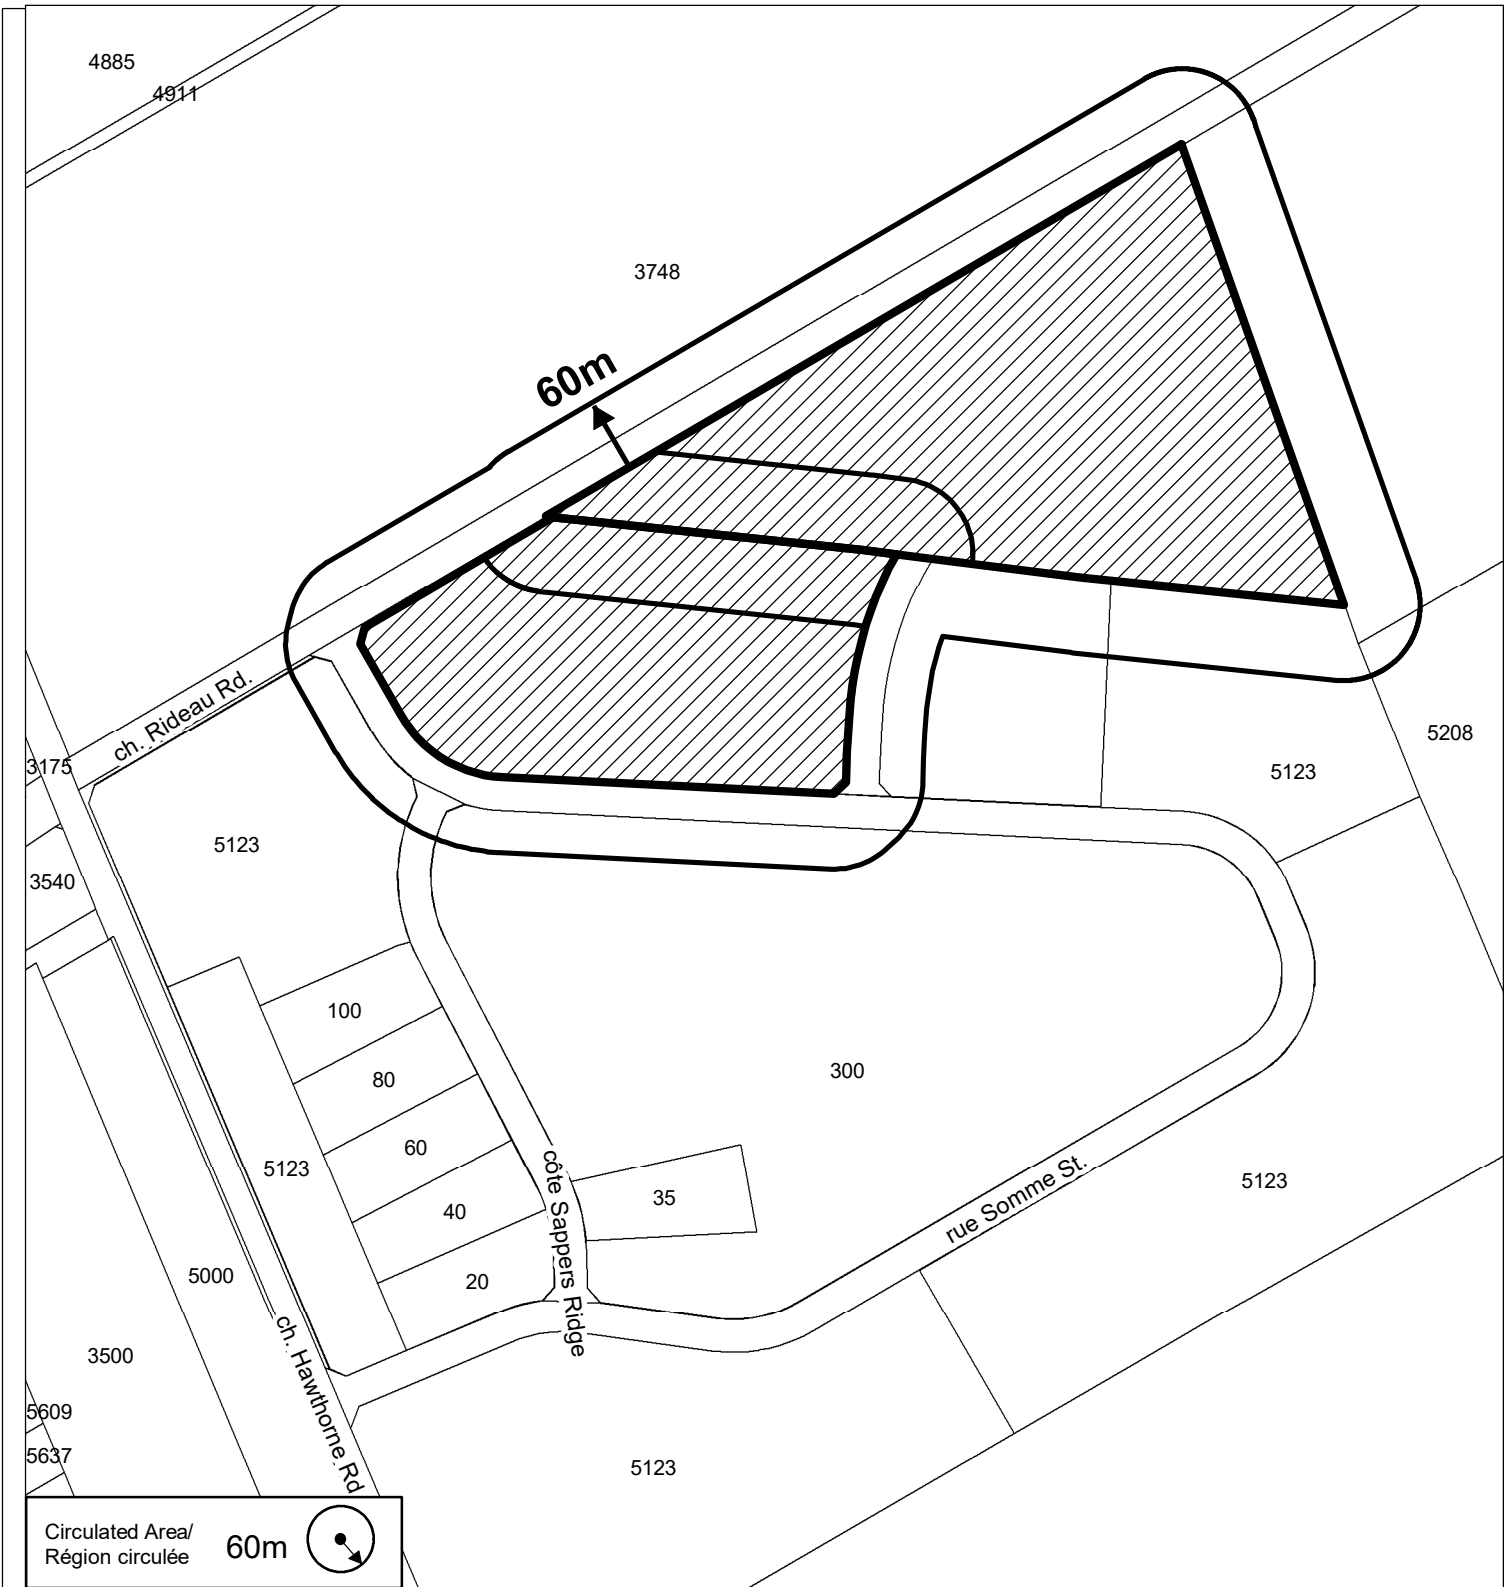 4885
4911
3748
60m
ch. Rideau Rd.
3175
5208
5123
5123
3540
100
80
300
60
5123
côte Sappers Ridge
35
rue Somme St.
5123
40
20
5000
ch. Hawthorne Rd
3500
5609
5637
5123
Circulated Area/
Région circulée
60m